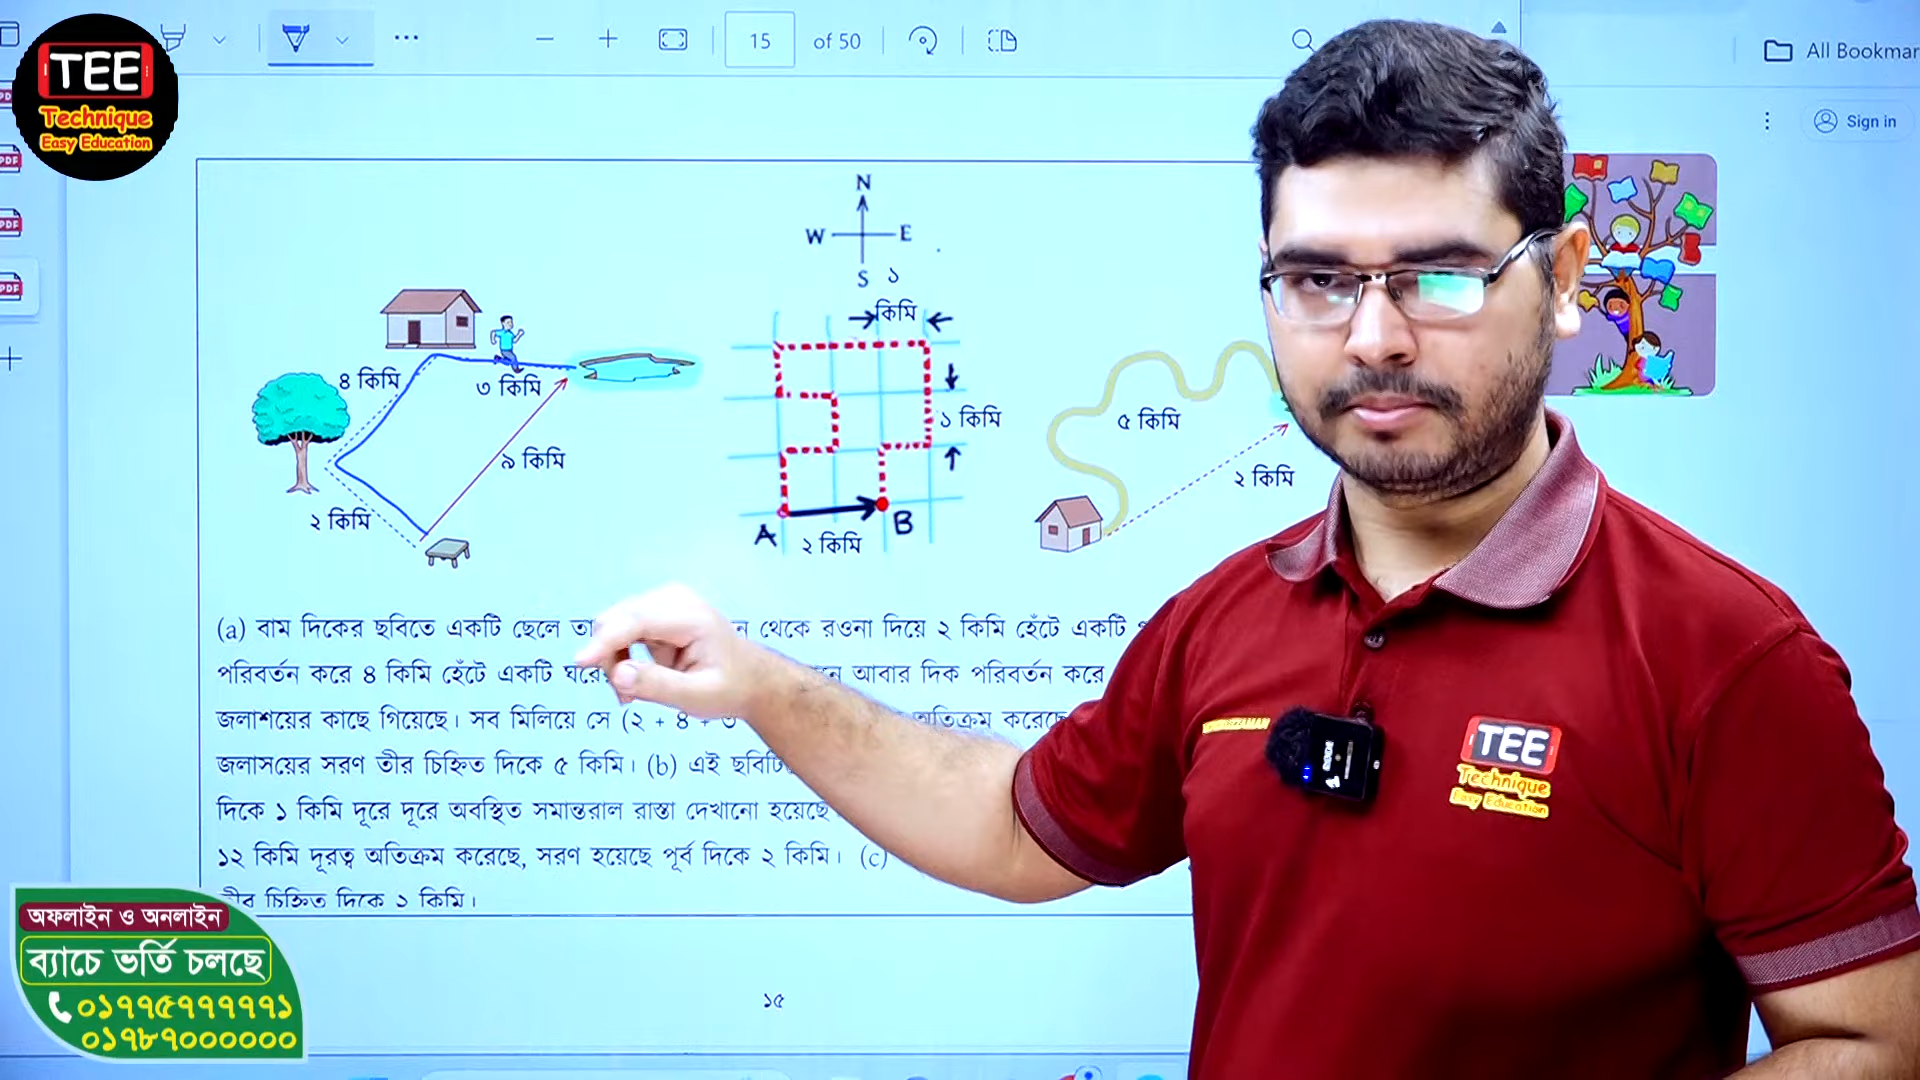 TEE
Technique
Easy Education
15 of 50
All Bookmar
Sign in
N
W E
S ১
কিমি
৪ কিমি
৩ কিমি
৯ কিমি
২ কিমি
১ কিমি
A B
২ কিমি
৫ কিমি
২ কিমি
(a) বাম দিকের ছবিতে একটি ছেলে থেকে রওনা দিয়ে ২ কিমি হেঁটে একটি
পরিবর্তন করে ৪ কিমি হেঁটে একটি আবার দিক পরিবর্তন করে
জলাশয়ের কাছে গিয়েছে। সব মিলিয়ে সে (২ + ৪ + ৩ অতিক্রম করেছে
জলাসয়ের সরণ তীর চিহ্নিত দিকে ৫ কিমি। (b) এই
দিকে ১ কিমি দূরে দূরে অবস্থিত সমান্তরাল রাস্তা দেখানো হয়েছে
১২ কিমি দূরত্ব অতিক্রম করেছে, সরণ হয়েছে পূর্ব দিকে ২ কিমি। (c)
তীর চিহ্নিত দিকে ১ কিমি।
১৫
TEE
Technique
Easy Education
অফলাইন ও অনলাইন
ব্যাচে ভর্তি চলছে
০১৭৭৫৭৭৭৭৭১
০১৭৮৭০০০০০০
PDF
PDF
PDF